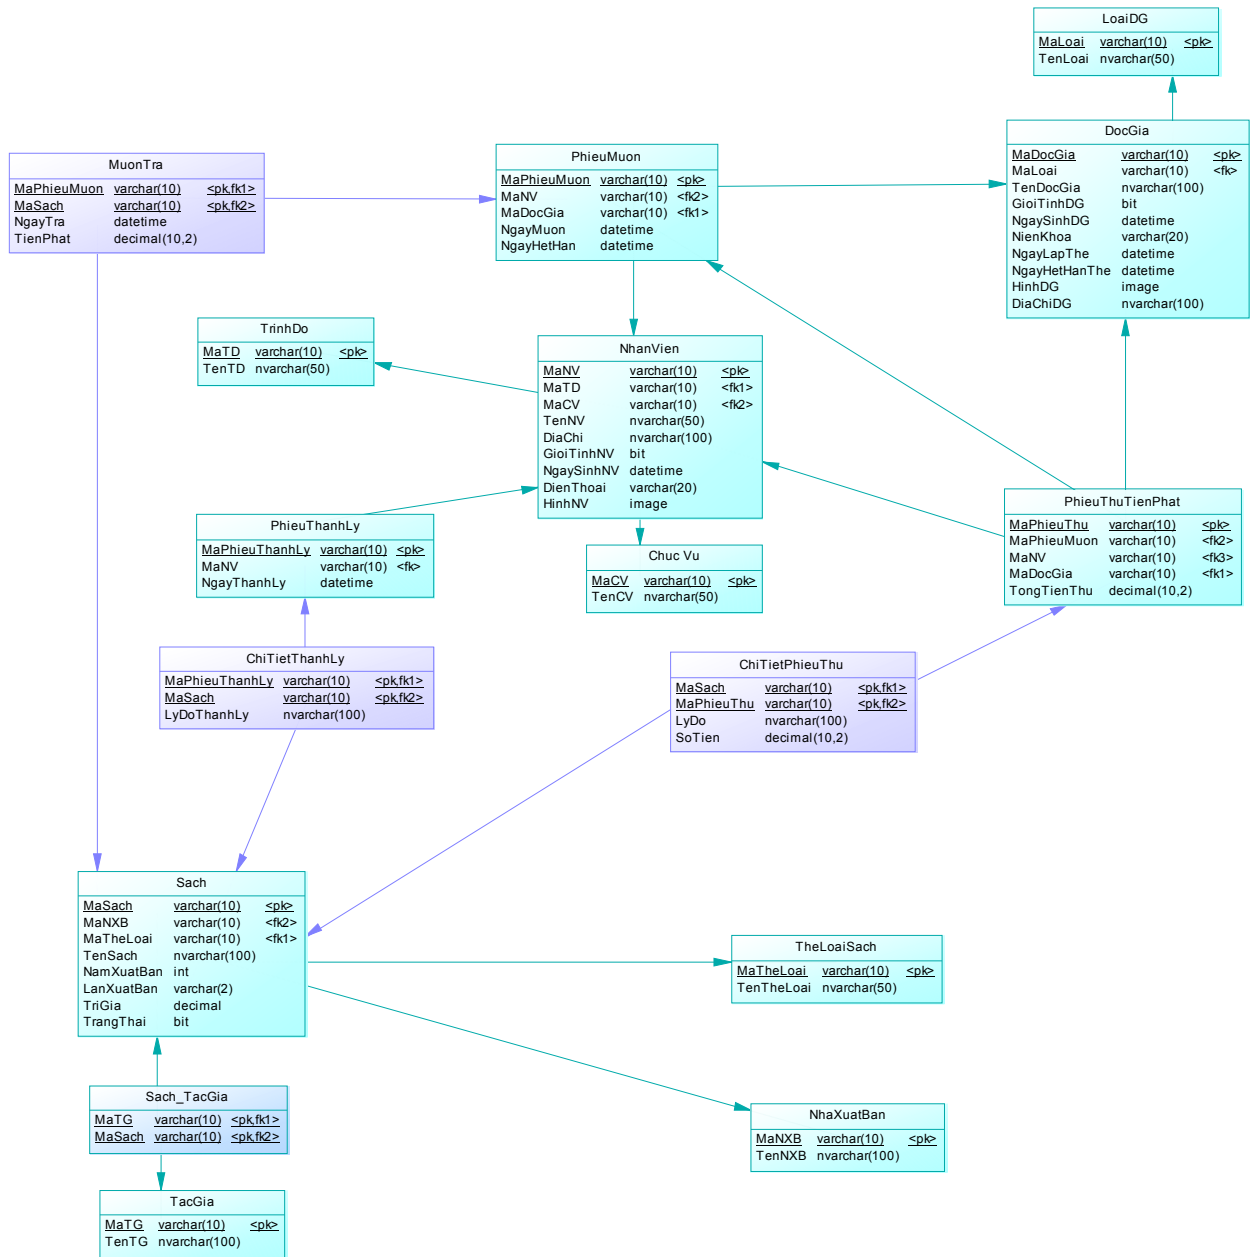 LoaiDG
MaLoai varchar(10) <pk>
TenLoai nvarchar(50)
DocGia
MaDocGia varchar(10) <pk>
MaLoai varchar(10) <fk>
TenDocGia nvarchar(100)
GioiTinhDG bit
NgaySinhDG datetime
NienKhoa varchar(20)
NgayLapThe datetime
NgayHetHanThe datetime
HinhDG image
DiaChiDG nvarchar(100)
PhieuMuon
MaPhieuMuon varchar(10) <pk>
MaNV varchar(10) <fk2>
MaDocGia varchar(10) <fk1>
NgayMuon datetime
NgayHetHan datetime
MuonTra
MaPhieuMuon varchar(10) <pk,fk1>
MaSach varchar(10) <pk,fk2>
NgayTra datetime
TienPhat decimal(10,2)
TrinhDo
MaTD varchar(10) <pk>
TenTD nvarchar(50)
NhanVien
MaNV varchar(10) <pk>
MaTD varchar(10) <fk1>
MaCV varchar(10) <fk2>
TenNV nvarchar(50)
DiaChi nvarchar(100)
GioiTinhNV bit
NgaySinhNV datetime
DienThoai varchar(20)
HinhNV image
PhieuThuTienPhat
MaPhieuThu varchar(10) <pk>
MaPhieuMuon varchar(10) <fk2>
MaNV varchar(10) <fk3>
MaDocGia varchar(10) <fk1>
TongTienThu decimal(10,2)
PhieuThanhLy
MaPhieuThanhLy varchar(10) <pk>
MaNV varchar(10) <fk>
NgayThanhLy datetime
Chuc Vu
MaCV varchar(10) <pk>
TenCV nvarchar(50)
ChiTietThanhLy
MaPhieuThanhLy varchar(10) <pk,fk1>
MaSach varchar(10) <pk,fk2>
LyDoThanhLy nvarchar(100)
ChiTietPhieuThu
MaSach varchar(10) <pk,fk1>
MaPhieuThu varchar(10) <pk,fk2>
LyDo nvarchar(100)
SoTien decimal(10,2)
Sach
MaSach varchar(10) <pk>
MaNXB varchar(10) <fk2>
MaTheLoai varchar(10) <fk1>
TenSach nvarchar(100)
NamXuatBan int
LanXuatBan varchar(2)
TriGia decimal
TrangThai bit
TheLoaiSach
MaTheLoai varchar(10) <pk>
TenTheLoai nvarchar(50)
Sach_TacGia
MaTG varchar(10) <pk,fk1>
MaSach varchar(10) <pk,fk2>
NhaXuatBan
MaNXB varchar(10) <pk>
TenNXB nvarchar(100)
TacGia
MaTG varchar(10) <pk>
TenTG nvarchar(100)